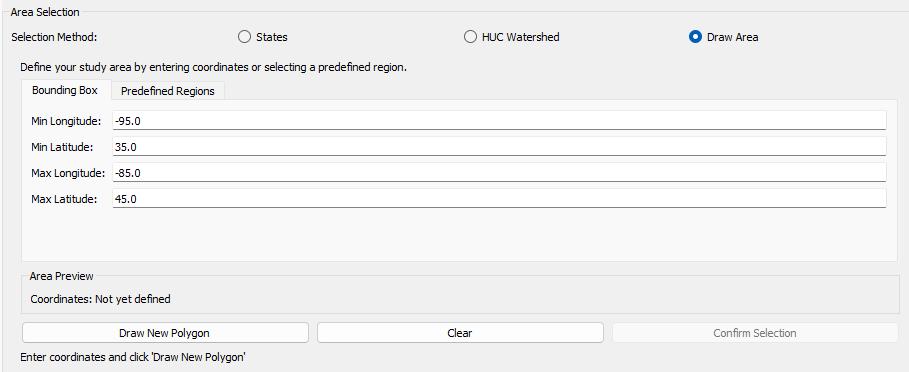 Area Selection
Selection Method: States HUC Watershed Draw Area
Define your study area by entering coordinates or selecting a predefined region.
Bounding Box Predefined Regions
Min Longitude: -95.0
Min Latitude: 35.0
Max Longitude: -85.0
Max Latitude: 45.0
Area Preview
Coordinates: Not yet defined
Draw New Polygon Clear Confirm Selection
Enter coordinates and click 'Draw New Polygon'